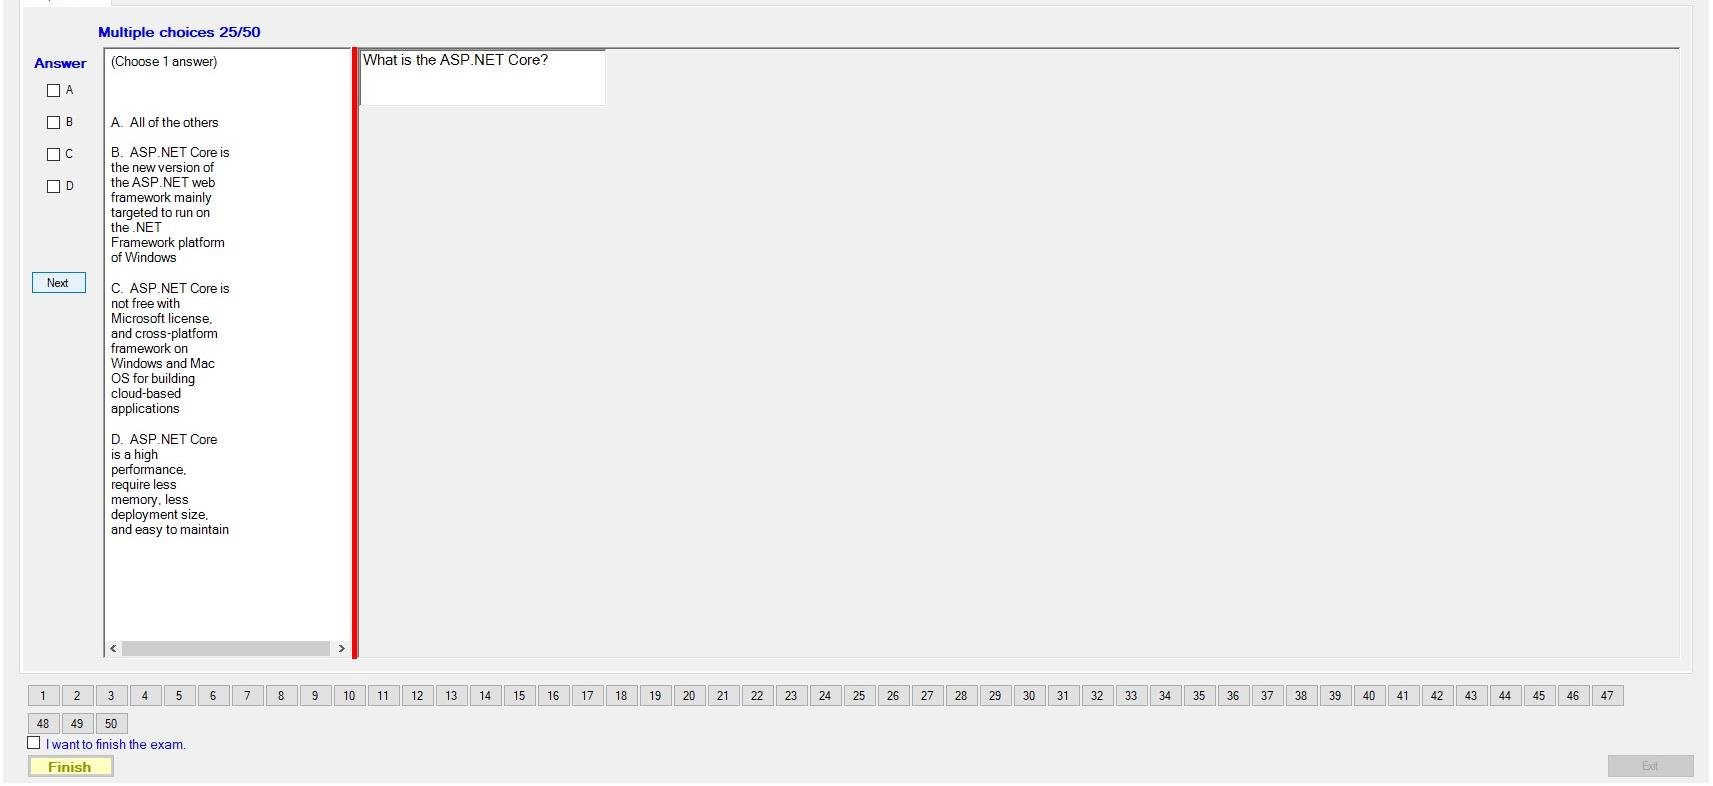 Multiple choices 25/50
Answer
A
B
C
D
Next
(Choose 1 answer)
A. All of the others
B. ASP.NET Core is
the new version of
the ASP.NET web
framework mainly
targeted to run on
the .NET
Framework platform
of Windows
C. ASP.NET Core is
not free with
Microsoft license,
and cross-platform
framework on
Windows and Mac
OS for building
cloud-based
applications
D. ASP.NET Core
is a high
performance,
require less
memory, less
deployment size,
and easy to maintain
What is the ASP.NET Core?
1 2 3 4 5 6 7 8 9 10 11 12 13 14 15 16 17 18 19 20 21 22 23 24 25 26 27 28 29 30 31 32 33 34 35 36 37 38 39 40 41 42 43 44 45 46 47
48 49 50
I want to finish the exam.
Finish
Exit